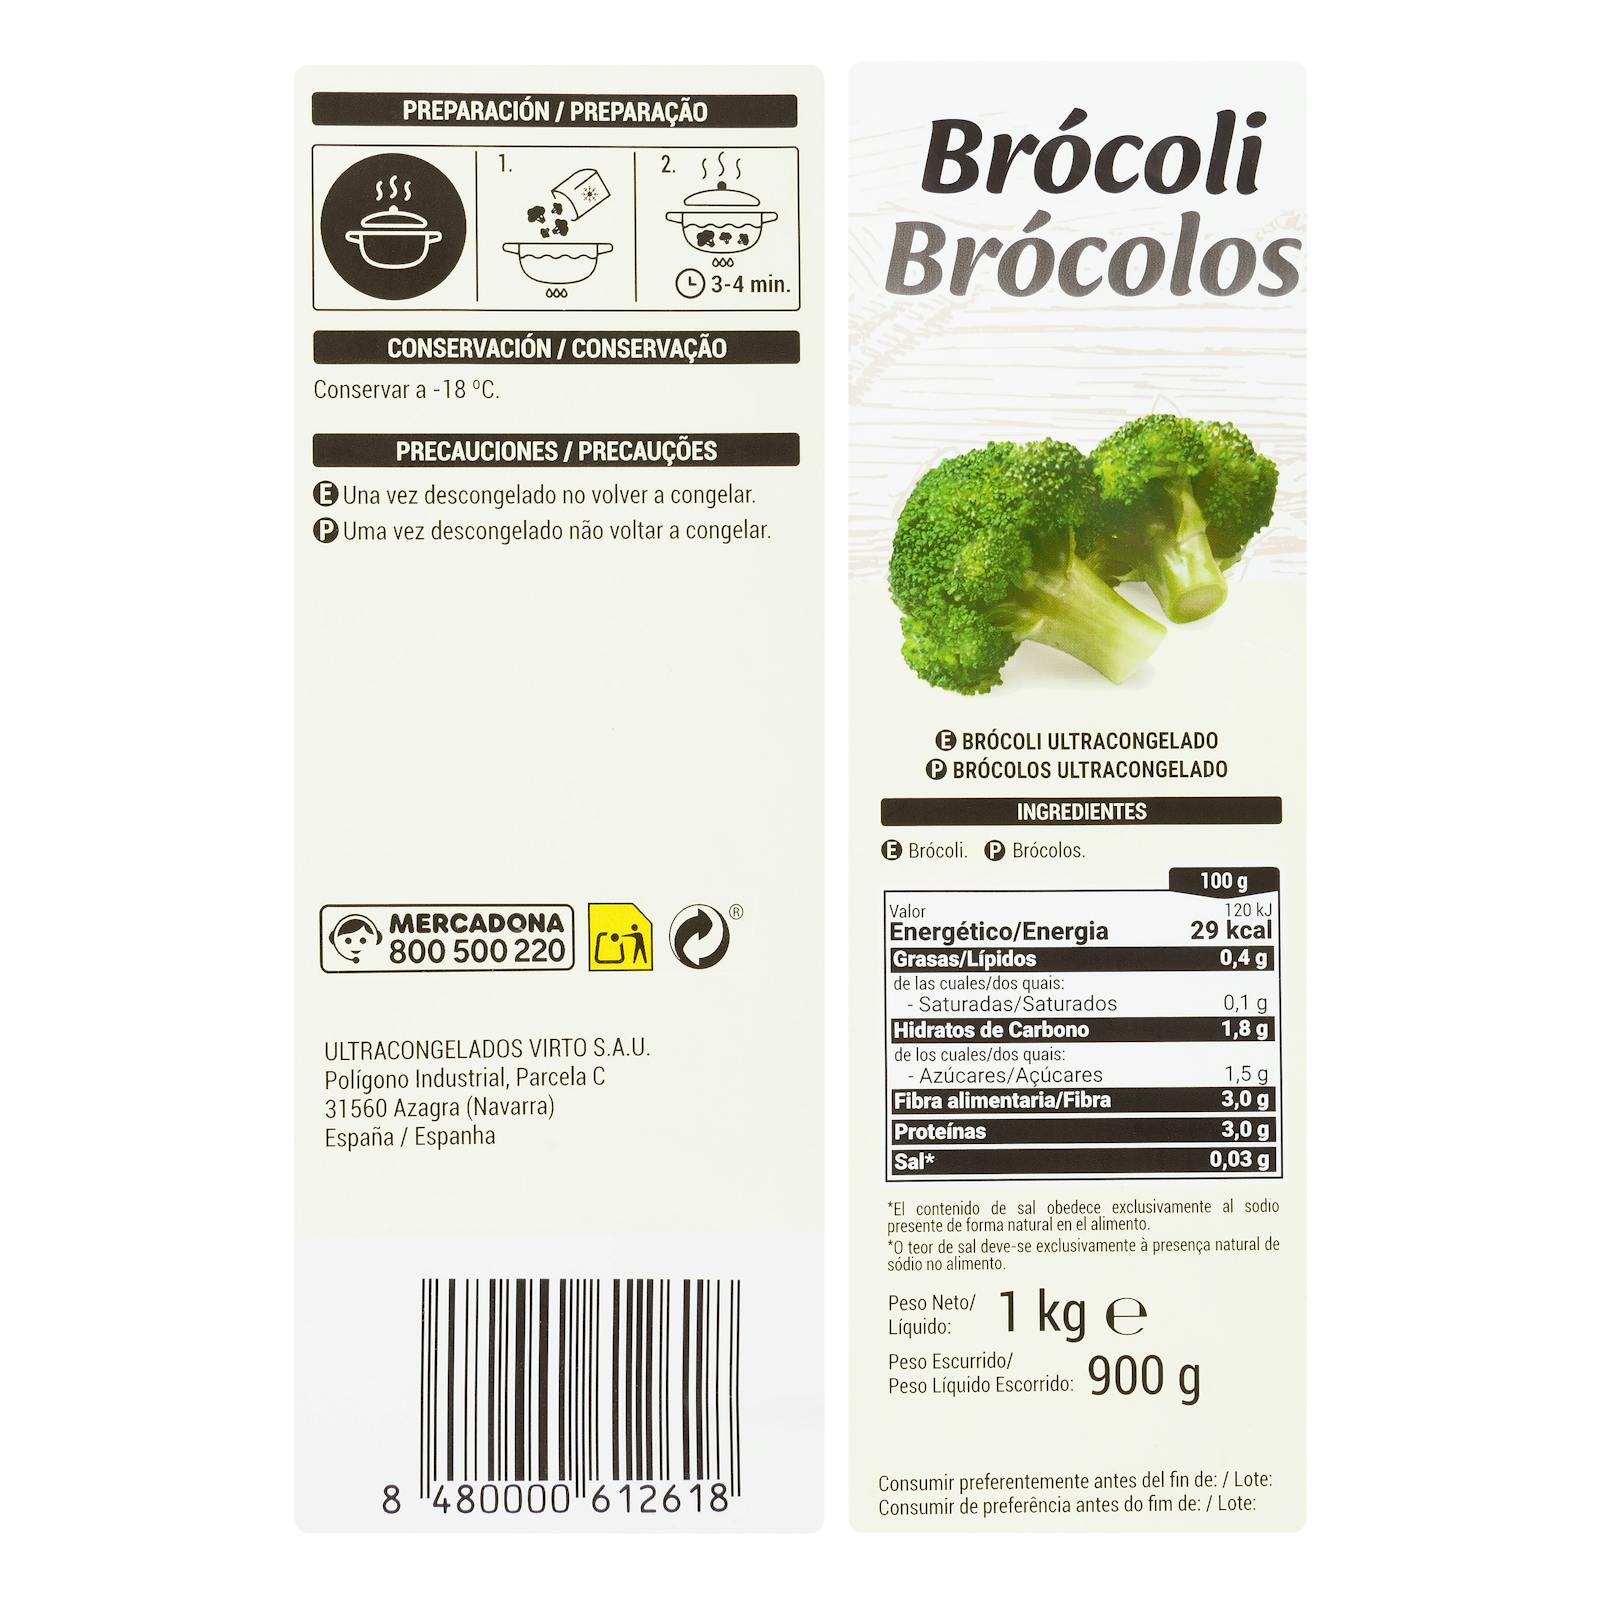 PREPARACIÓN / PREPARAÇÃO
1.
2.
3-4 min.
CONSERVACIÓN / CONSERVAÇÃO
Conservar a -18 ºC.
PRECAUCIONES / PRECAUÇÕES
E Una vez descongelado no volver a congelar.
P Uma vez descongelado não voltar a congelar.
MERCADONA
800 500 220
®
ULTRACONGELADOS VIRTO S.A.U.
Polígono Industrial, Parcela C
31560 Azagra (Navarra)
España / Espanha
8 480000 612618
Brócoli
Brócolos
E BRÓCOLI ULTRACONGELADO
P BRÓCOLOS ULTRACONGELADO
INGREDIENTES
E Brócoli. P Brócolos.
100 g
Valor 120 kJ
Energético/Energia 29 kcal
Grasas/Lípidos 0,4 g
de las cuales/dos quais:
- Saturadas/Saturados 0,1 g
Hidratos de Carbono 1,8 g
de los cuales/dos quais:
- Azúcares/Açúcares 1,5 g
Fibra alimentaria/Fibra 3,0 g
Proteínas 3,0 g
Sal* 0,03 g
*El contenido de sal obedece exclusivamente al sodio
presente de forma natural en el alimento.
*O teor de sal deve-se exclusivamente à presença natural de
sódio no alimento.
Peso Neto/
Líquido: 1 kg ℮
Peso Escurrido/
Peso Líquido Escorrido: 900 g
Consumir preferentemente antes del fin de: / Lote:
Consumir de preferência antes do fim de: / Lote: